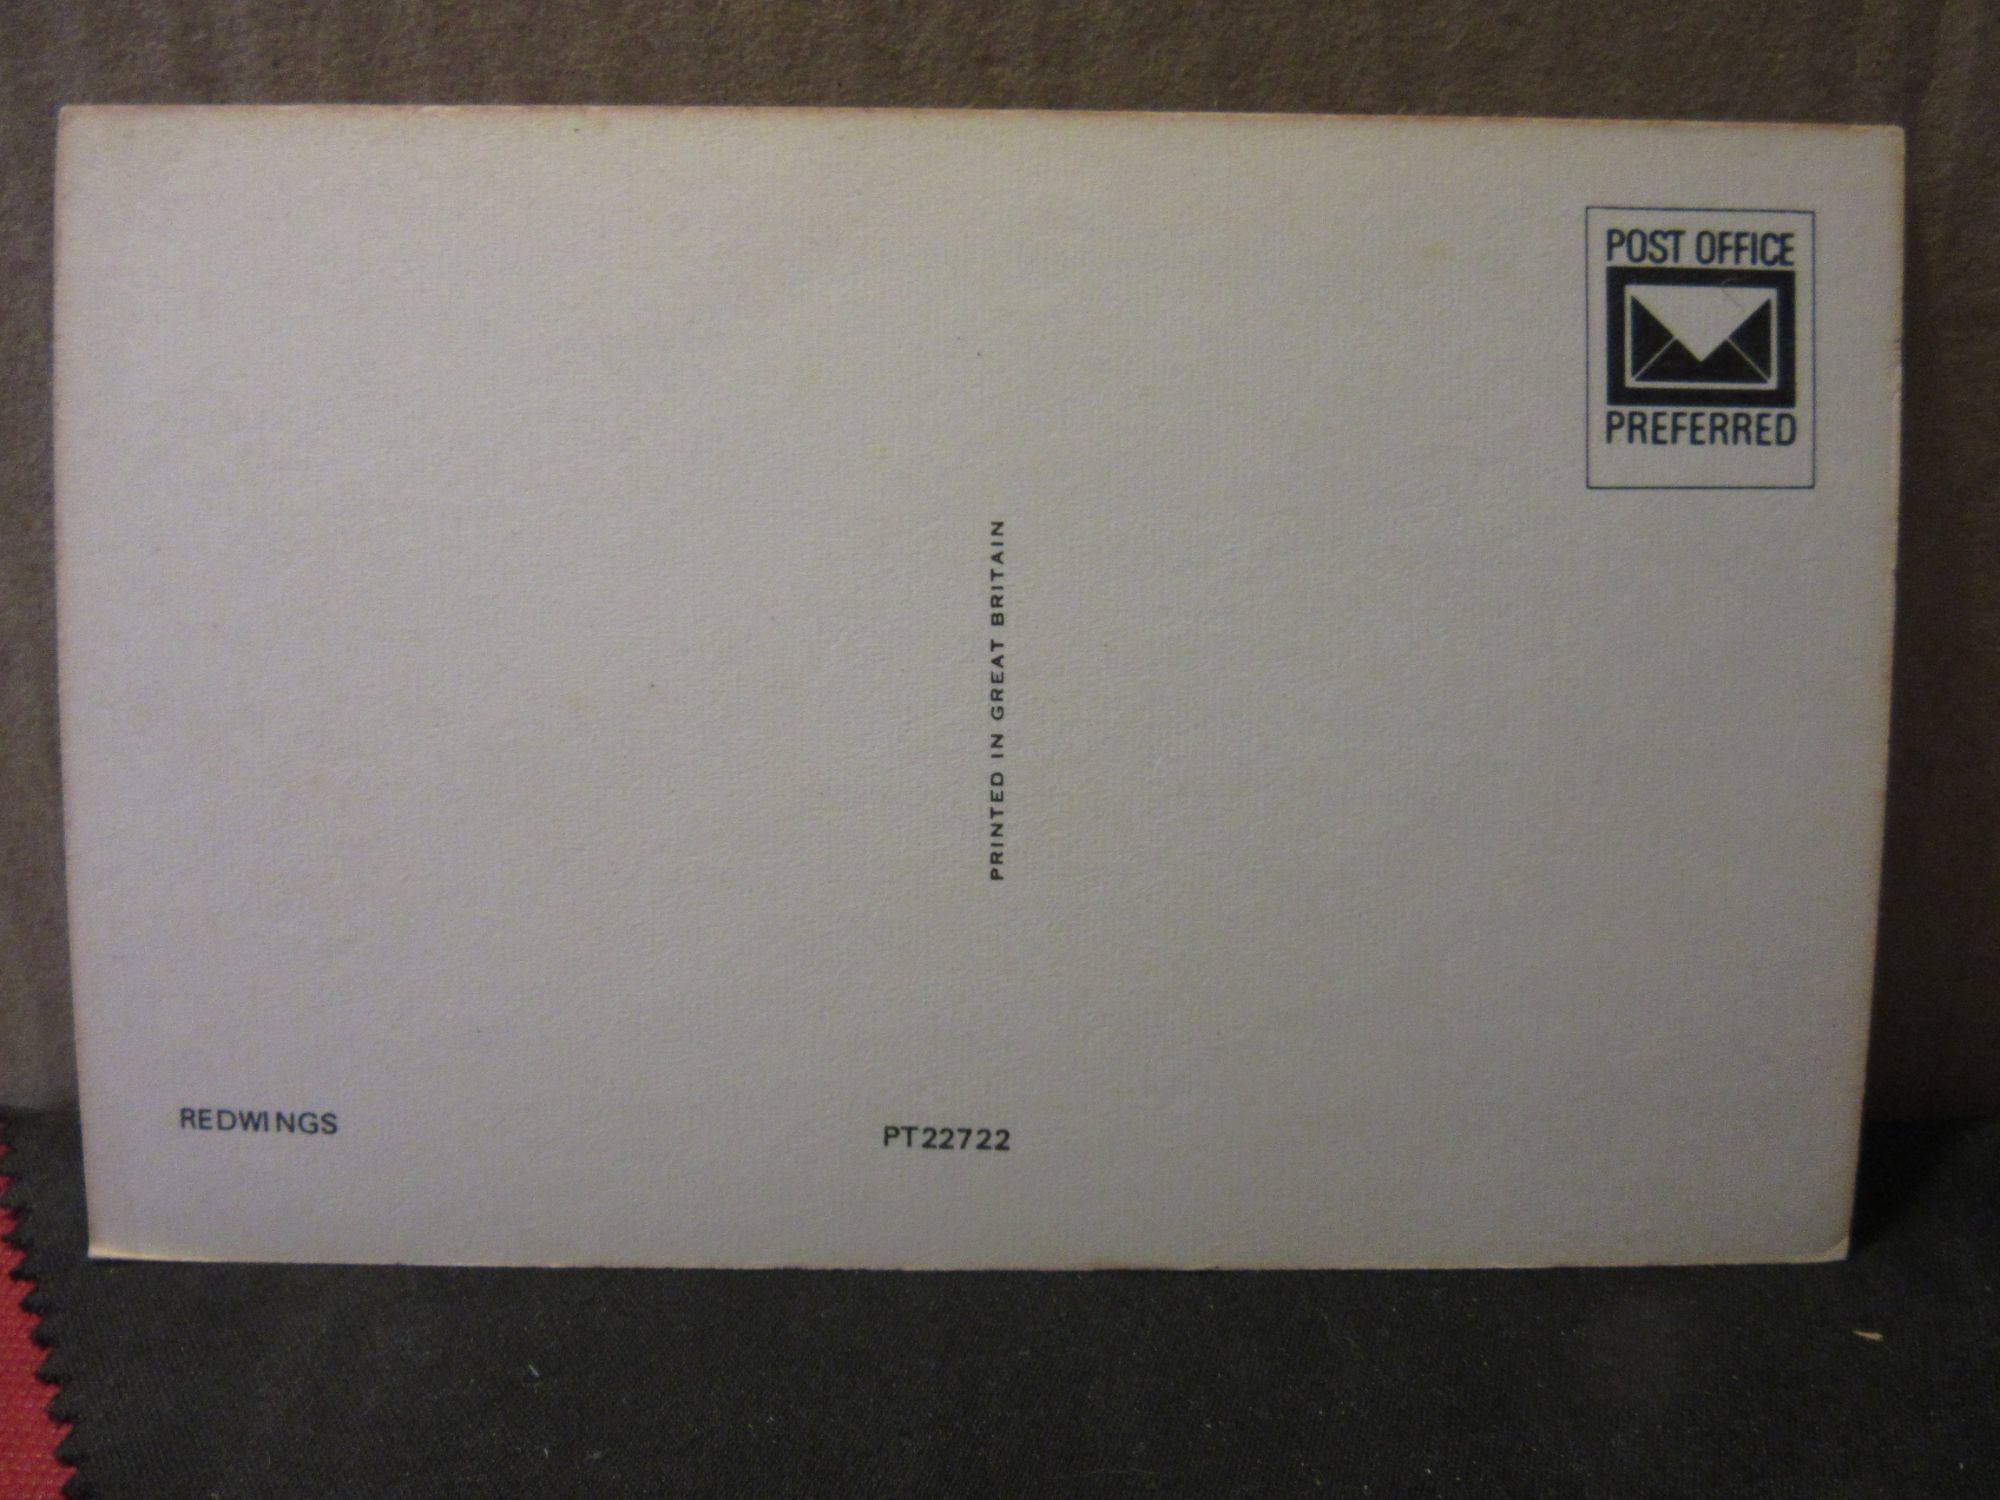 POST OFFICE
PREFERRED
PRINTED IN GREAT BRITAIN
REDWINGS
PT22722